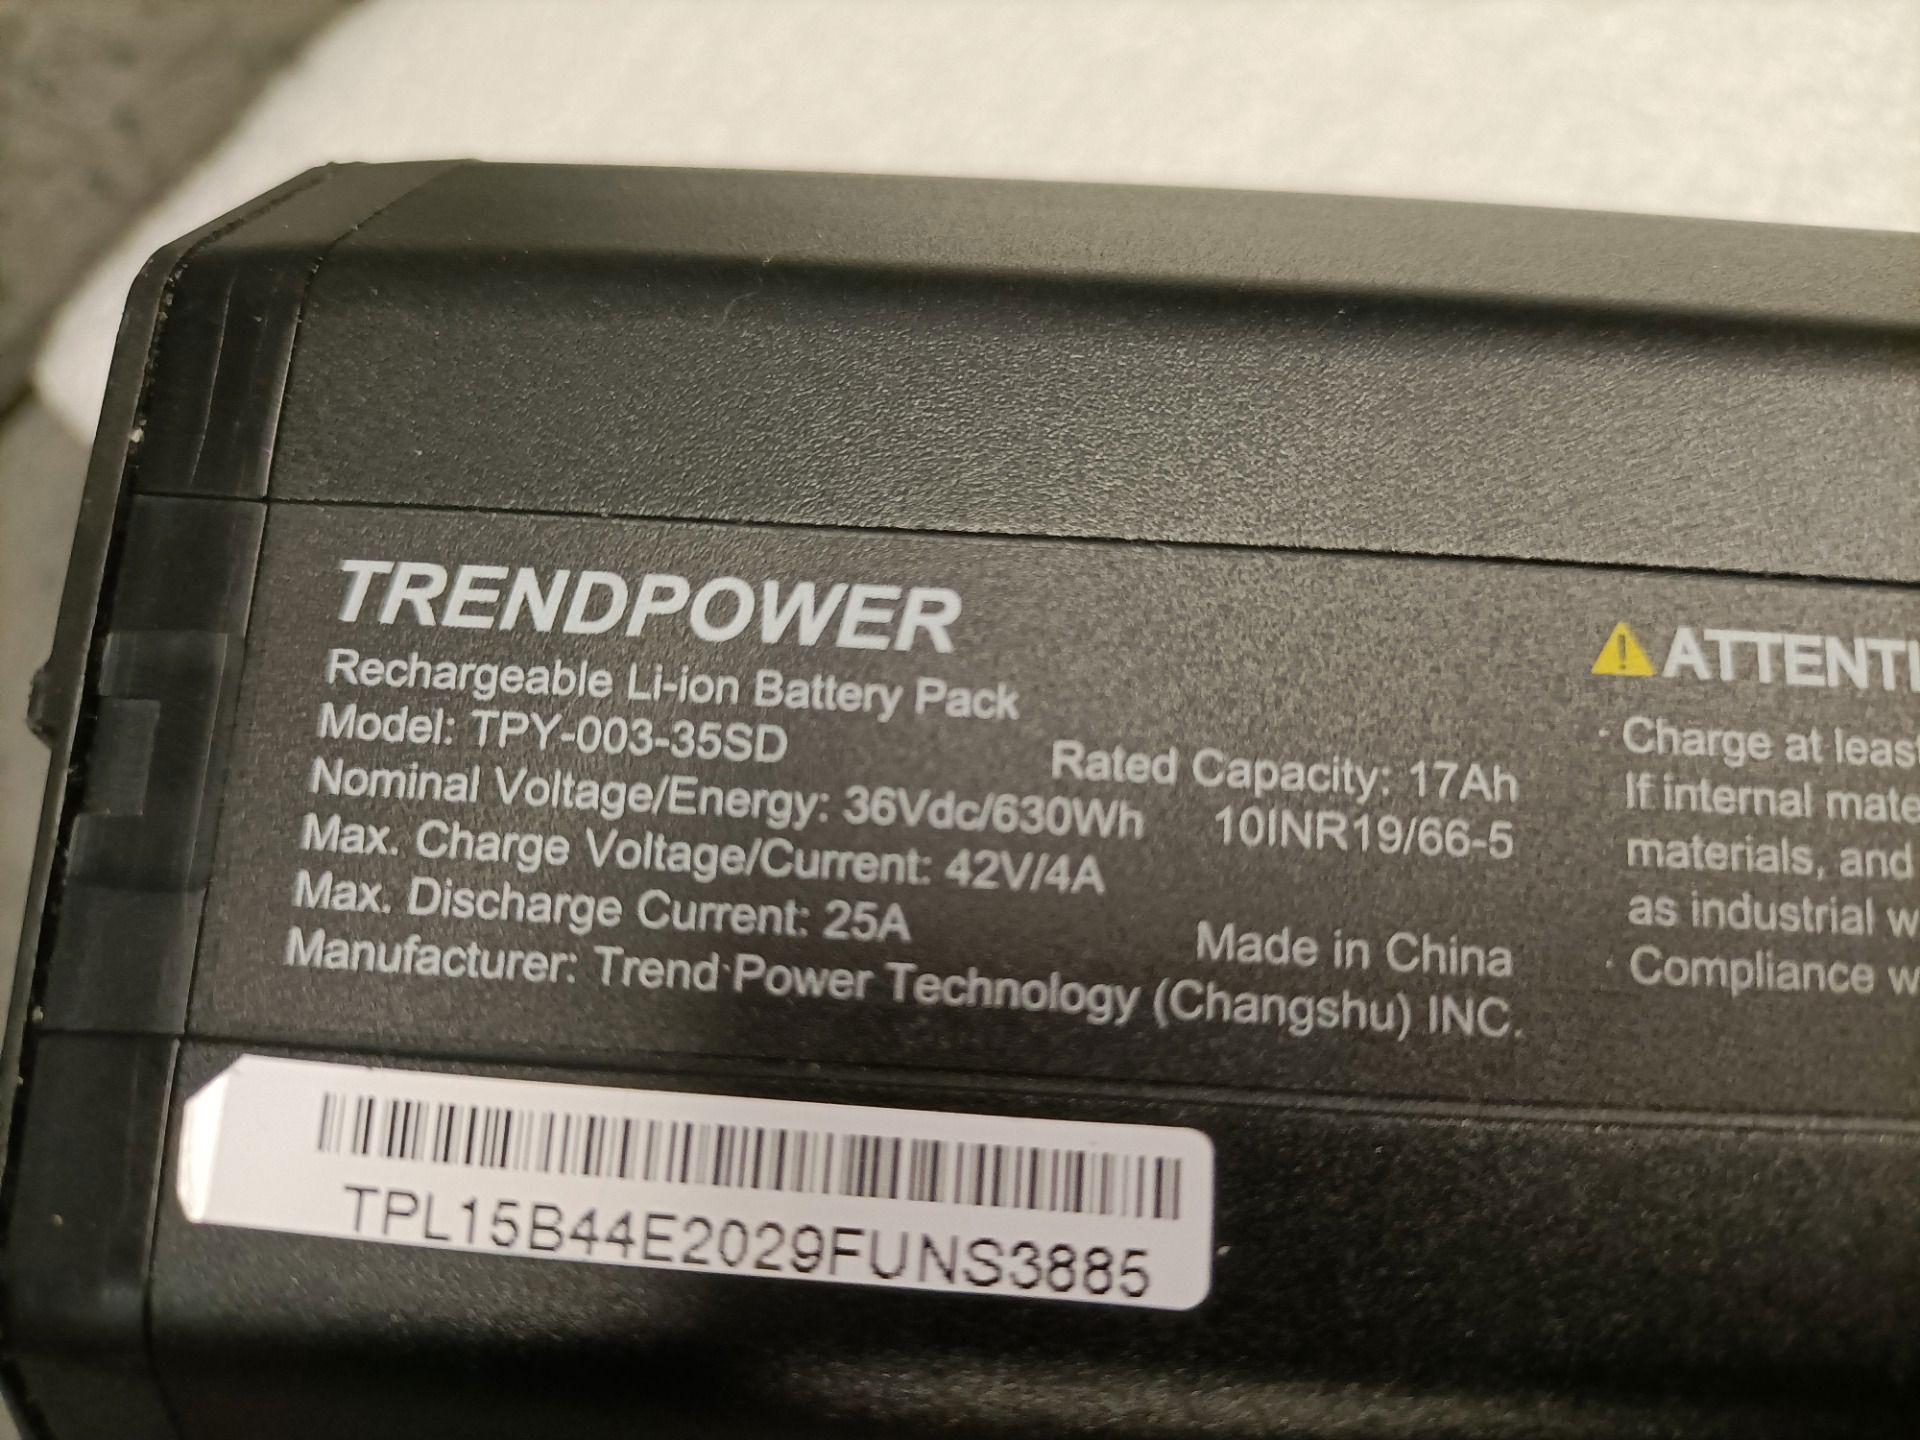 TRENDPOWER
Rechargeable Li-ion Battery Pack
Model: TPY-003-35SD
Rated Capacity: 17Ah
Nominal Voltage/Energy: 36Vdc/630Wh
10INR19/66-5
Max. Charge Voltage/Current: 42V/4A
Max. Discharge Current: 25A
Made in China
Manufacturer: Trend Power Technology (Changshu) INC.
TPL15B44E2029FUNS3885
ATTENTI
· Charge at least
If internal mate
materials, and
as industrial w
· Compliance w